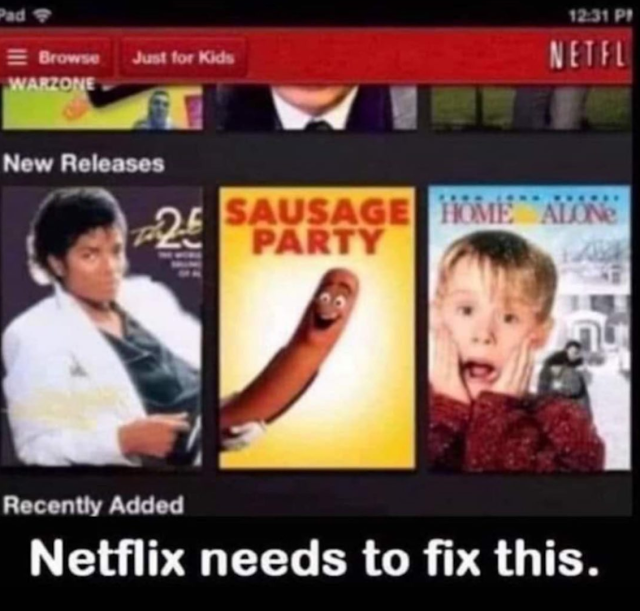 Pad 12:31 P
Browse Just for Kids NETFL
WARZONE
New Releases
25
SAUSAGE
PARTY
HOME ALONe
Recently Added
Netflix needs to fix this.